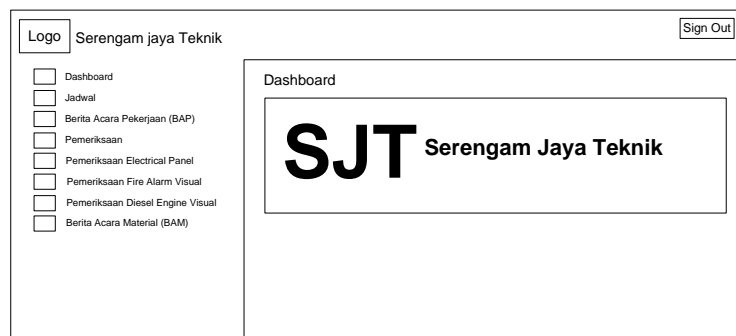 Logo
Serengam jaya Teknik
Sign Out
Dashboard
Jadwal
Berita Acara Pekerjaan (BAP)
Pemeriksaan
Pemeriksaan Electrical Panel
Pemeriksaan Fire Alarm Visual
Pemeriksaan Diesel Engine Visual
Berita Acara Material (BAM)
Dashboard
SJT Serengam Jaya Teknik